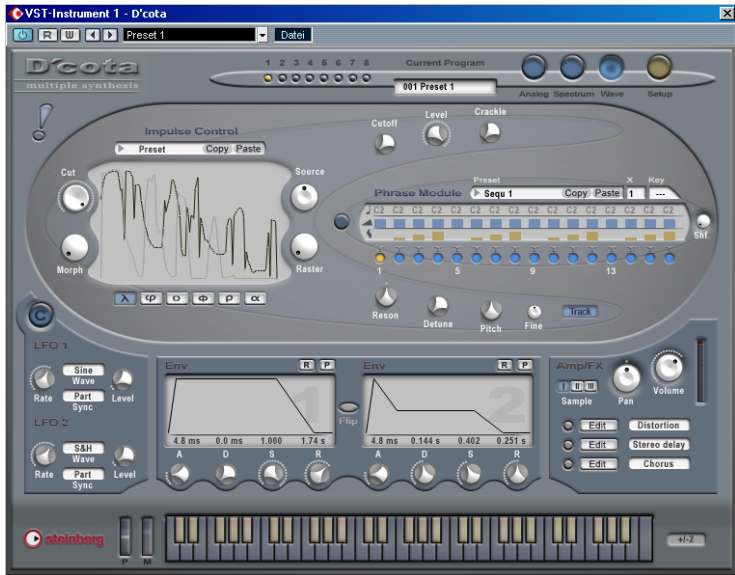 VST-Instrument 1 - D'cota
R W Preset 1 Datei
D'cota
multiple synthesis
1 2 3 4 5 6 7 8
Current Program
001 Preset 1
Analog Spectrum Wave Setup
Impulse Control
Preset Copy Paste
Cutoff Level Crackle
Cut Source
Morph Raster
λ φ ο Φ ρ α
Preset X Key
Phrase Module Sequ 1 Copy Paste 1 ---
C2 C2 C2 C2 C2 C2 C2 C2 C2 C2 C2 C2 C2 C2 C2 C2
Sht.
1 5 9 13
Reson Detune Pitch Fine Track
C
LFO 1
Sine
Wave
Part
Sync
Rate Level
LFO 2
S&H
Wave
Part
Sync
Rate Level
Env R P
1
4.8 ms 0.0 ms 1.000 1.74 s
A D S R
Flip
Env R P
2
4.8 ms 0.144 s 0.402 0.251 s
A D S R
Amp/FX
I II III
Sample Pan Volume
Edit Distortion
Edit Stereo delay
Edit Chorus
steinberg
P M
+/-2